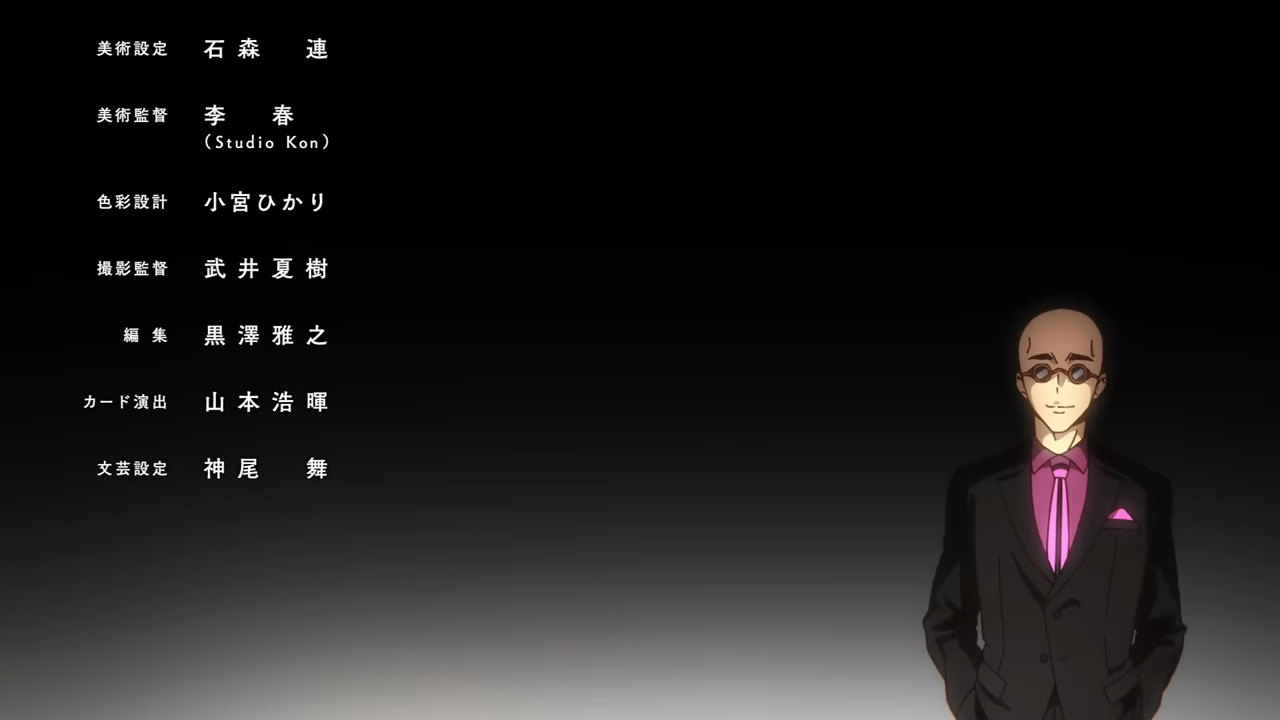 美術設定 石森 連
美術監督 李 春
(Studio Kon)
色彩設計 小宮ひかり
撮影監督 武井夏樹
編集 黒澤雅之
カード演出 山本浩暉
文芸設定 神尾 舞